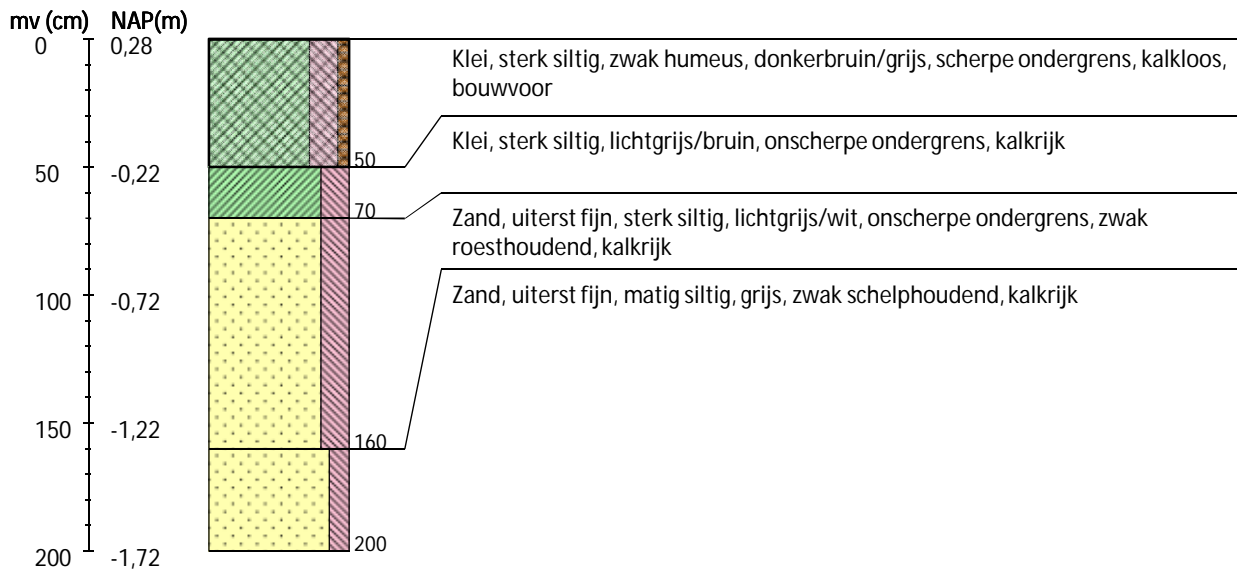 mv (cm) NAP(m)
0 0,28
Klei, sterk siltig, zwak humeus, donkerbruin/grijs, scherpe ondergrens, kalkloos,
bouwvoor
Klei, sterk siltig, lichtgrijs/bruin, onscherpe ondergrens, kalkrijk
50
50 -0,22
70
Zand, uiterst fijn, sterk siltig, lichtgrijs/wit, onscherpe ondergrens, zwak
roesthoudend, kalkrijk
100 -0,72
Zand, uiterst fijn, matig siltig, grijs, zwak schelphoudend, kalkrijk
150 -1,22
160
200
200 -1,72